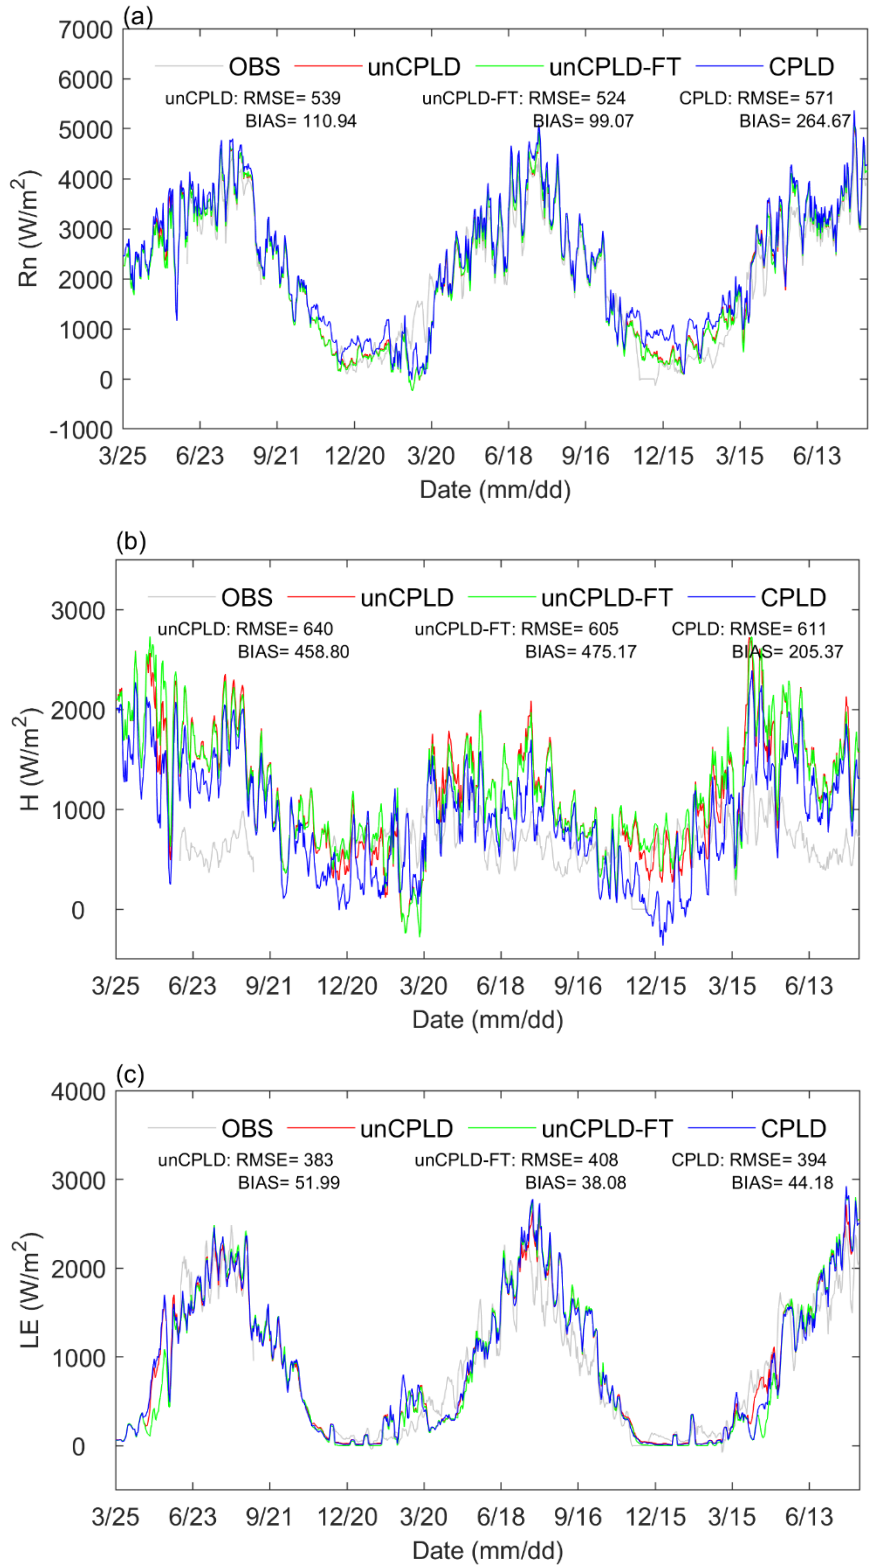 (a)
7000
6000
5000
4000
3000
2000
1000
0
-1000
Rn (W/m2)
OBS unCPLD unCPLD-FT CPLD
unCPLD: RMSE= 539 unCPLD-FT: RMSE= 524 CPLD: RMSE= 571
BIAS= 110.94 BIAS= 99.07 BIAS= 264.67
3/25 6/23 9/21 12/20 3/20 6/18 9/16 12/15 3/15 6/13
Date (mm/dd)
(b)
3000
2000
1000
0
H (W/m2)
OBS unCPLD unCPLD-FT CPLD
unCPLD: RMSE= 640 unCPLD-FT: RMSE= 605 CPLD: RMSE= 611
BIAS= 458.80 BIAS= 475.17 BIAS= 205.37
3/25 6/23 9/21 12/20 3/20 6/18 9/16 12/15 3/15 6/13
Date (mm/dd)
(c)
4000
3000
2000
1000
0
LE (W/m2)
OBS unCPLD unCPLD-FT CPLD
unCPLD: RMSE= 383 unCPLD-FT: RMSE= 408 CPLD: RMSE= 394
BIAS= 51.99 BIAS= 38.08 BIAS= 44.18
3/25 6/23 9/21 12/20 3/20 6/18 9/16 12/15 3/15 6/13
Date (mm/dd)